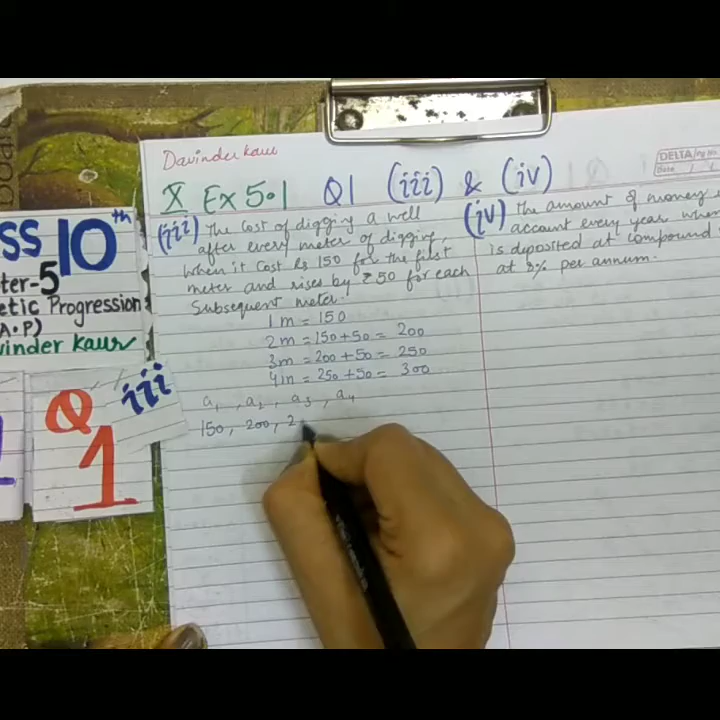 Davinder Kaur
X Ex 5.1 Q1 (iii) & (iv)
(iii) The Cost of digging a well
after every meter of digging,
when it Cost Rs 150 for the first
meter and rises by ₹50 for each
Subsequent meter.
1 m = 150
2m = 150+50 = 200
3m = 200+50 = 250
4m = 250+50 = 300
a1, a2, a3, a4
150, 200, 2
(iv) The amount of money
account every year when
is deposited at compound
at 8% per annum.
DELTA
Date
SS 10th
ter-5
etic Progression
(A.P)
vinder Kaur
Q 1
iii